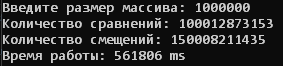 Введите размер массива: 1000000
Количество сравнений: 100012873153
Количество смещений: 150008211435
Время работы: 561806 ms